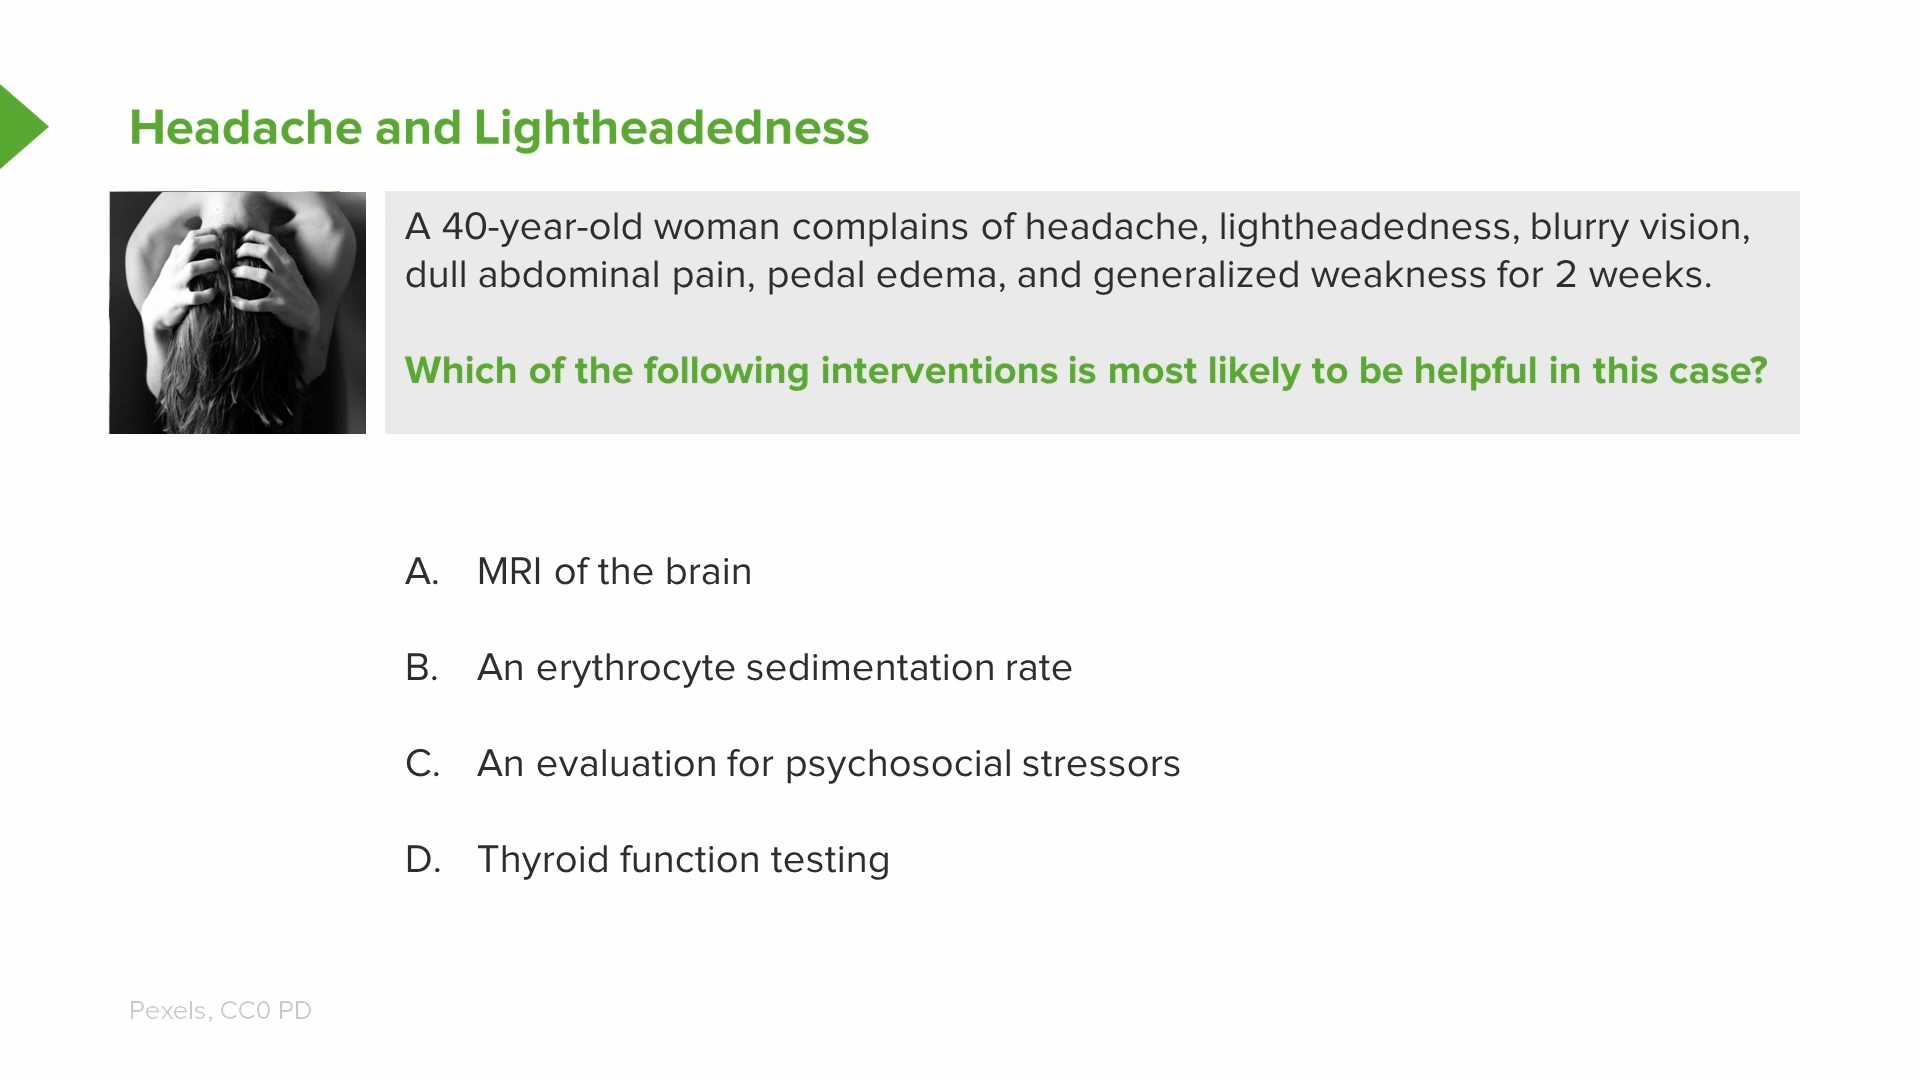 Headache and Lightheadedness
A 40-year-old woman complains of headache, lightheadedness, blurry vision,
dull abdominal pain, pedal edema, and generalized weakness for 2 weeks.
Which of the following interventions is most likely to be helpful in this case?
A. MRI of the brain
B. An erythrocyte sedimentation rate
C. An evaluation for psychosocial stressors
D. Thyroid function testing
Pexels, CC0 PD